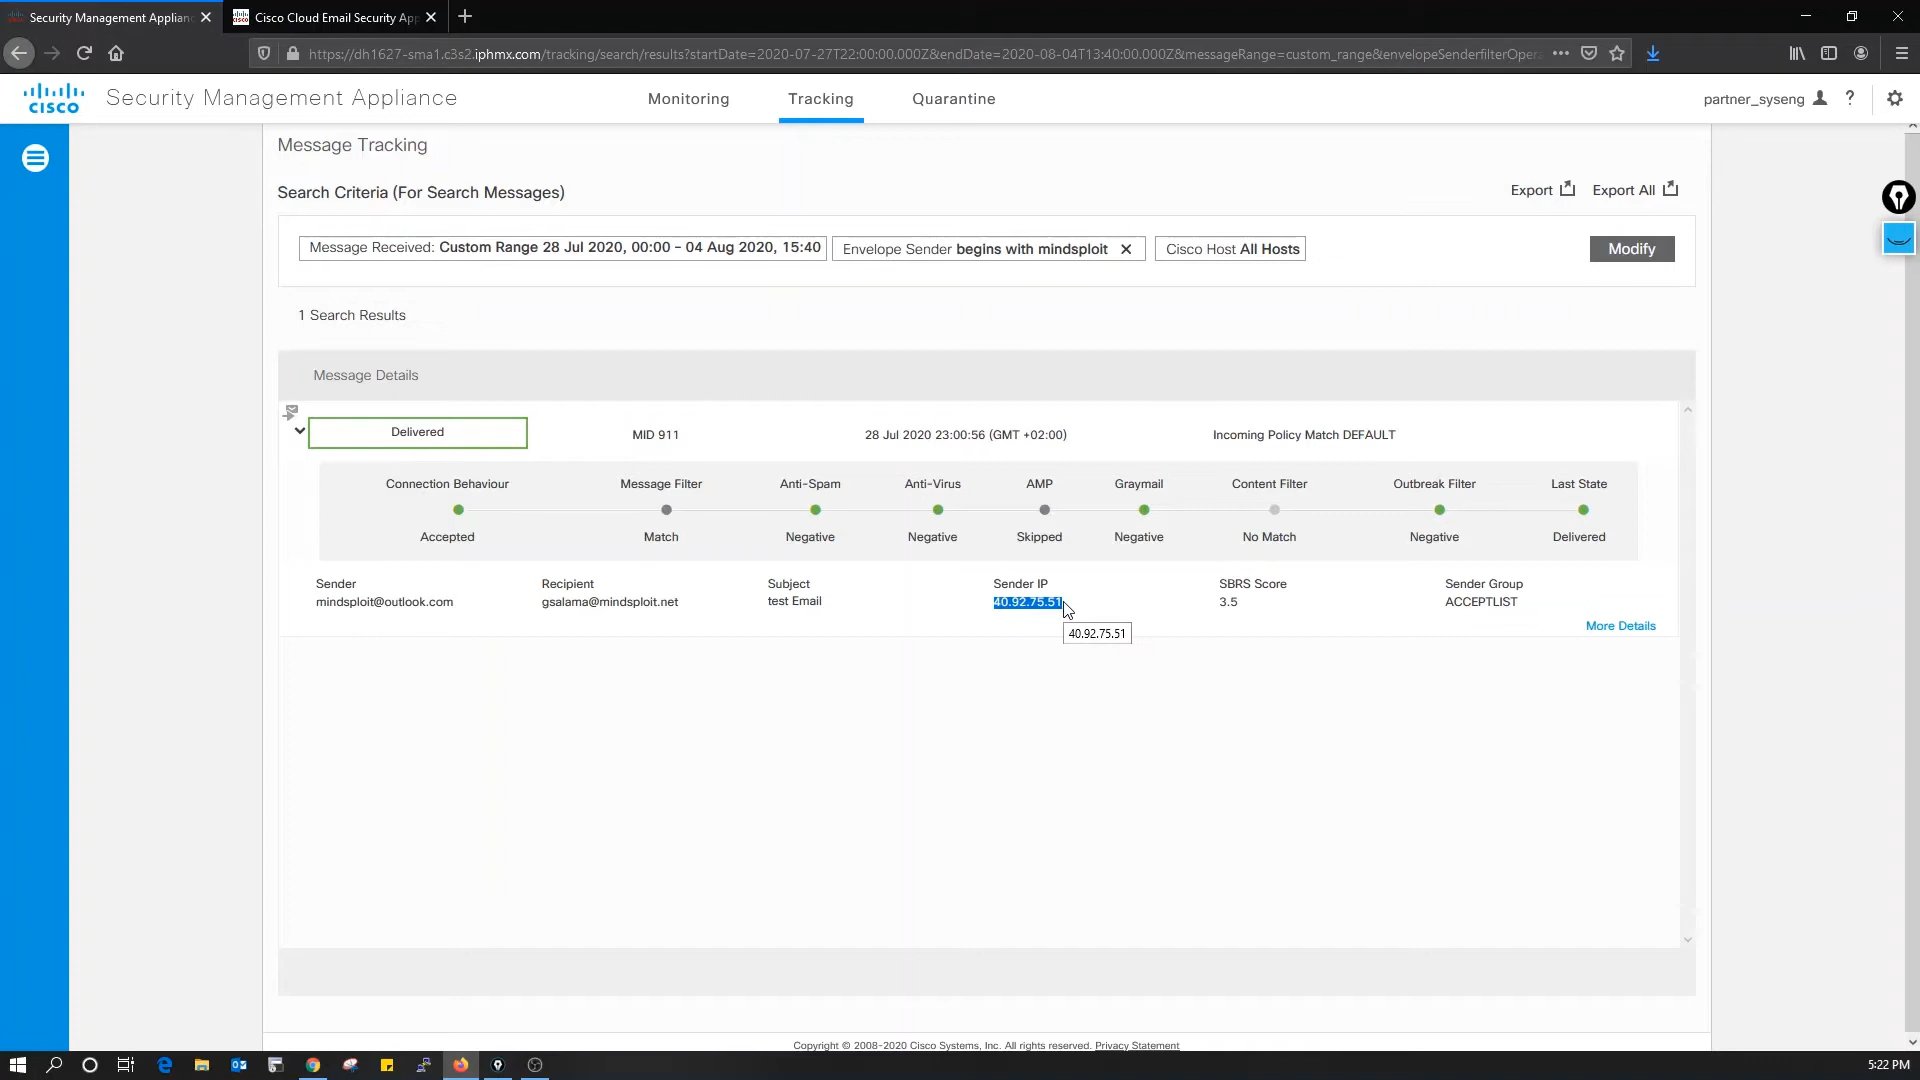 Security Management Applianc
Cisco Cloud Email Security App
https://dh1627-sma1.c3s2.iphmx.com/tracking/search/results?startDate=2020-07-27T22:00:00.000Z&endDate=2020-08-04T13:40:00.000Z&messageRange=custom_range&envelopeSenderfilterOpera
cisco
Security Management Appliance
Monitoring
Tracking
Quarantine
partner_syseng
?
Message Tracking
Search Criteria (For Search Messages)
Export
Export All
Message Received: Custom Range 28 Jul 2020, 00:00 - 04 Aug 2020, 15:40
Envelope Sender begins with mindsploit
Cisco Host All Hosts
Modify
1 Search Results
Message Details
Delivered
MID 911
28 Jul 2020 23:00:56 (GMT +02:00)
Incoming Policy Match DEFAULT
Connection Behaviour
Message Filter
Anti-Spam
Anti-Virus
AMP
Graymail
Content Filter
Outbreak Filter
Last State
Accepted
Match
Negative
Negative
Skipped
Negative
No Match
Negative
Delivered
Sender
Recipient
Subject
Sender IP
SBRS Score
Sender Group
mindsploit@outlook.com
gsalama@mindsploit.net
test Email
40.92.75.51
3.5
ACCEPTLIST
More Details
40.92.75.51
Copyright © 2008-2020 Cisco Systems, Inc. All rights reserved. Privacy Statement
5:22 PM